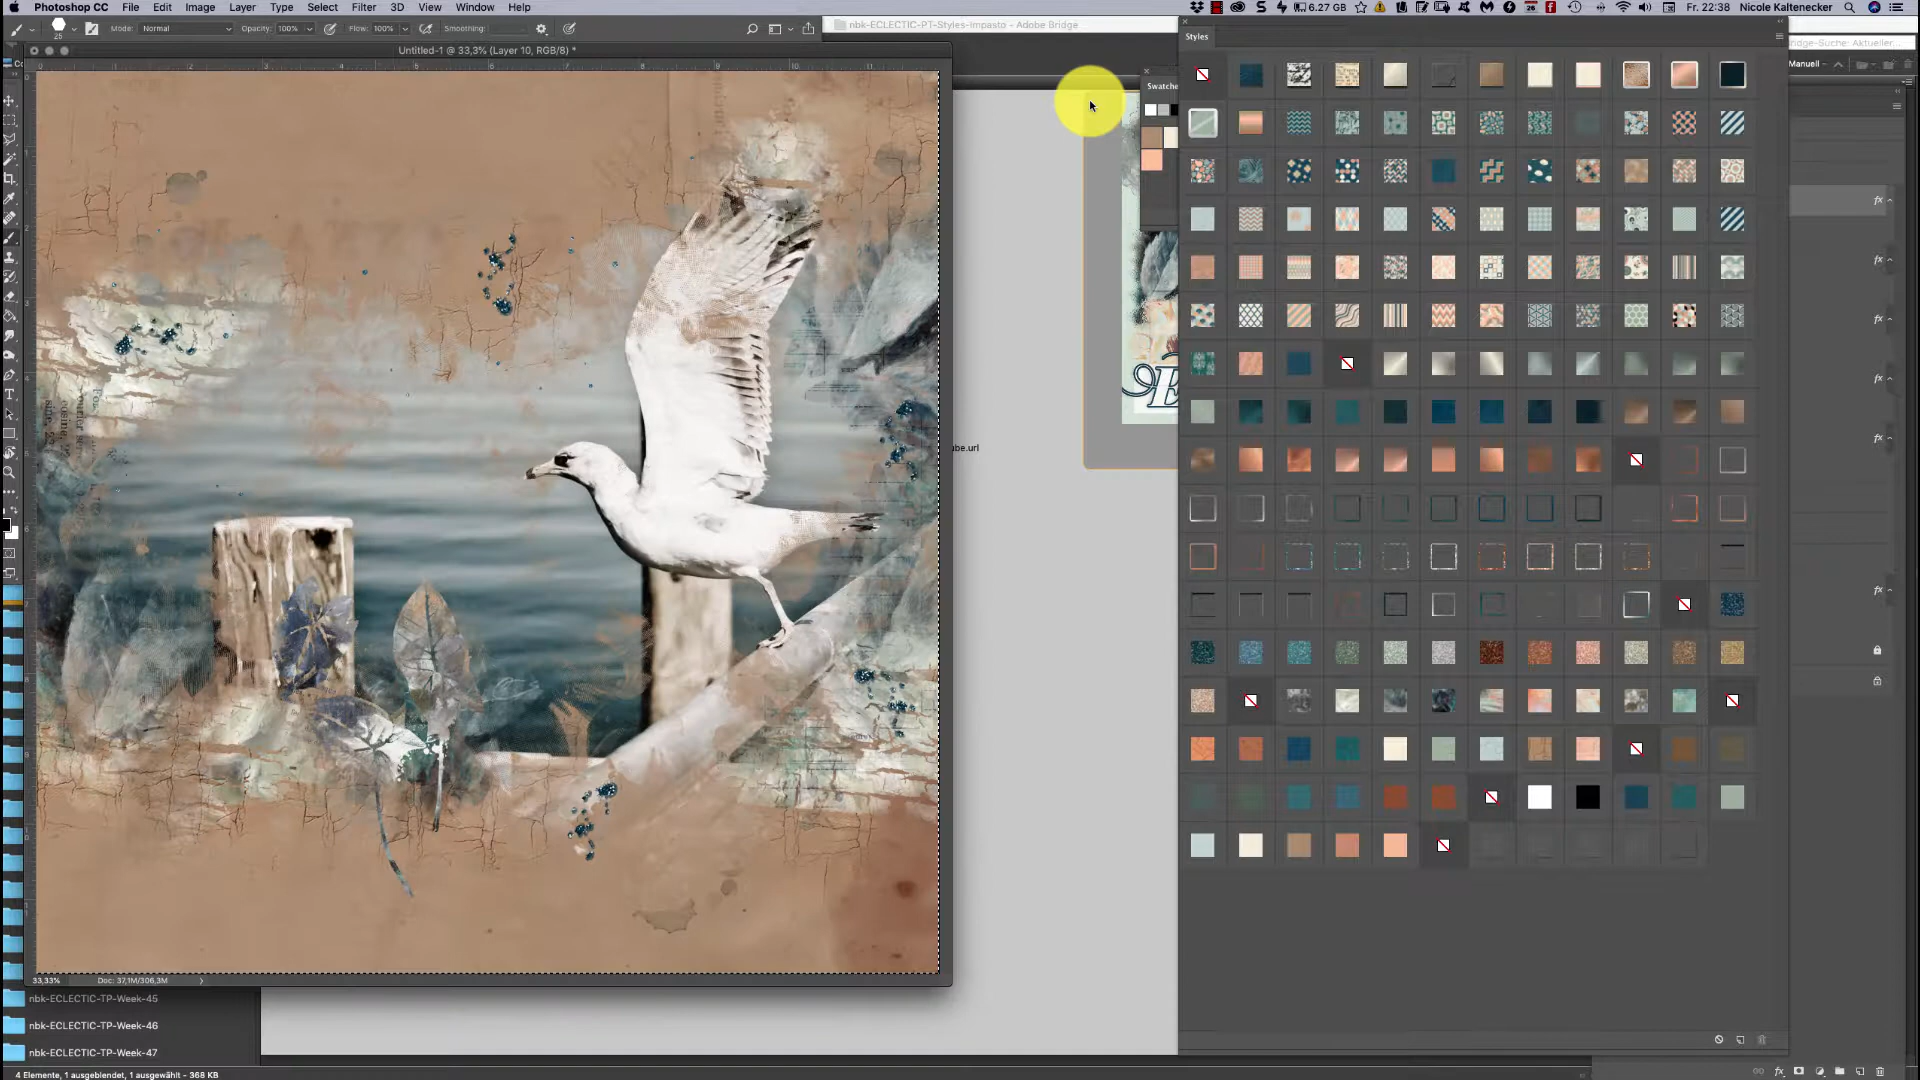 Photoshop CC File Edit Image Layer Type Select Filter 3D View Window Help
6.27 GB
Fr. 22:38 Nicole Kaltenecker
25 Mode: Normal Opacity: 100% Flow: 100% Smoothing:
nbk-ECLECTIC-PT-Styles-Impasto - Adobe Bridge
Untitled-1 @ 33,3% (Layer 10, RGB/8) *
Styles
Manuell
Swatches
33,33% Doc: 37,1M/306,3M
nbk-ECLECTIC-TP-Week-45
nbk-ECLECTIC-TP-Week-46
nbk-ECLECTIC-TP-Week-47
4 Elemente, 1 ausgeblendet, 1 ausgewählt - 368 KB